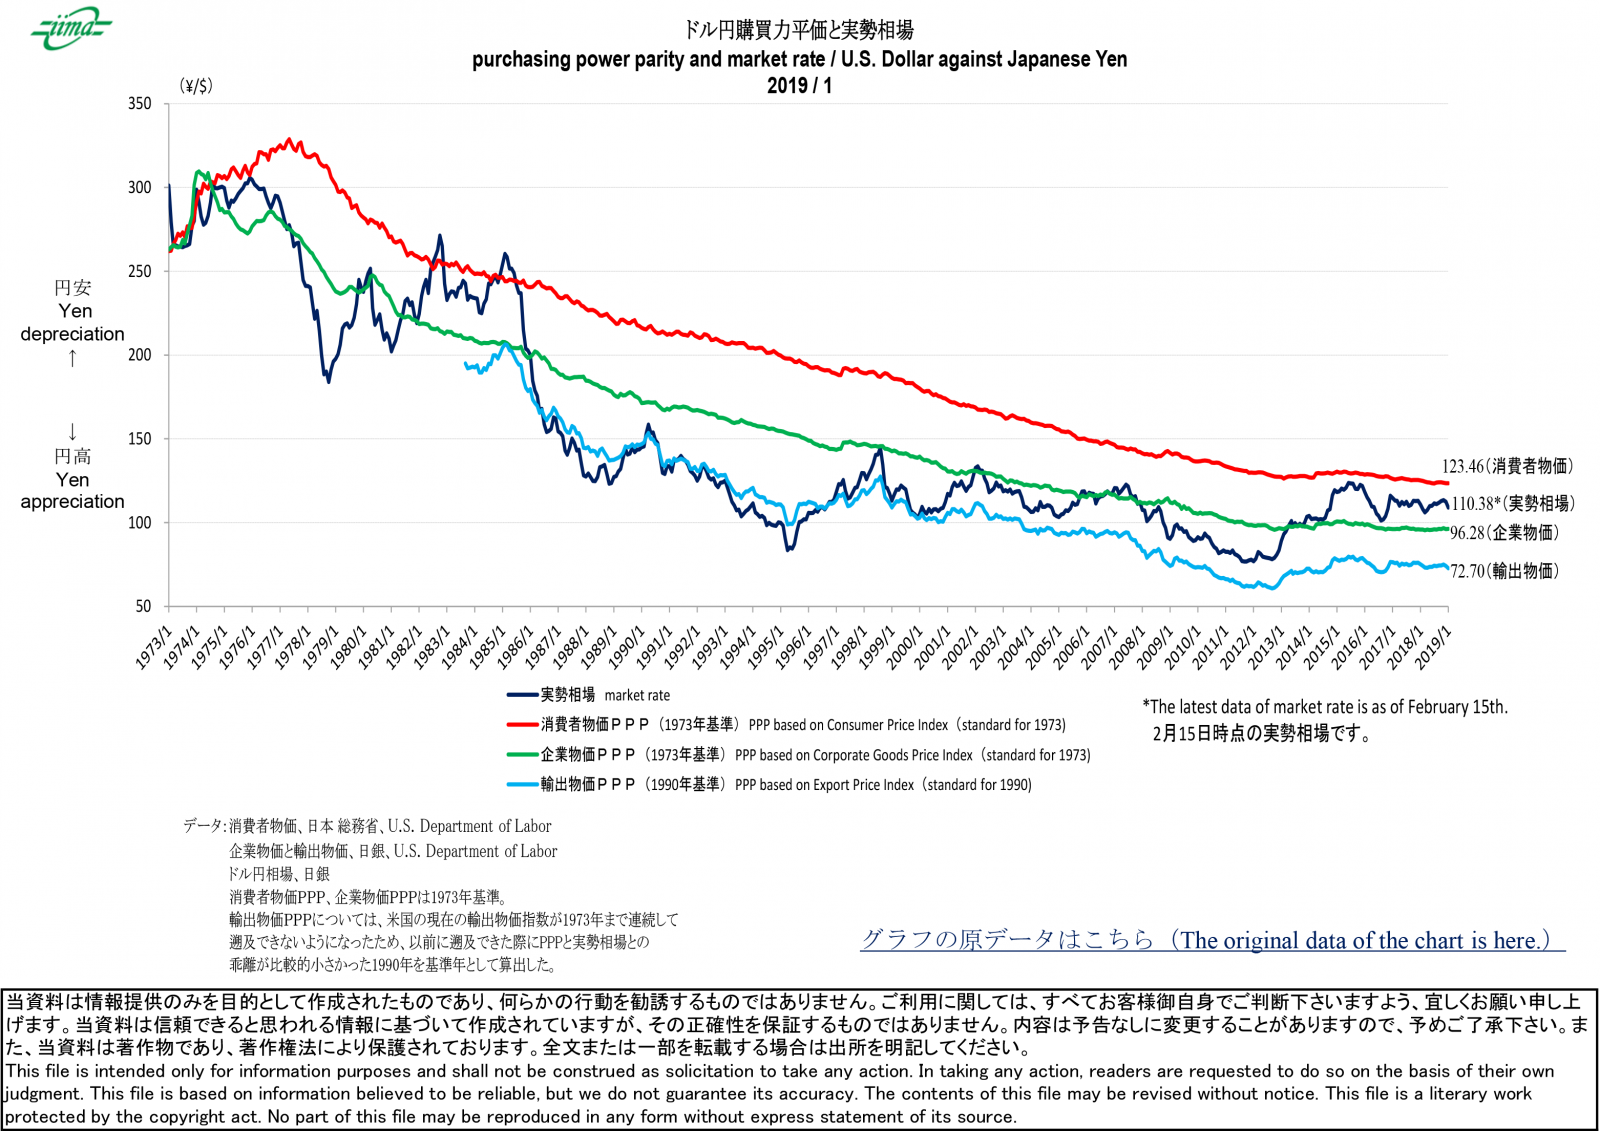 iima
ドル円購買力平価と実勢相場
purchasing power parity and market rate / U.S. Dollar against Japanese Yen
2019 / 1
(¥/$)
350
300
250
200
150
100
50
円安
Yen
depreciation
↑
↓
円高
Yen
appreciation
123.46(消費者物価)
110.38*(実勢相場)
96.28(企業物価)
72.70(輸出物価)
1973/1 1974/1 1975/1 1976/1 1977/1 1978/1 1979/1 1980/1 1981/1 1982/1 1983/1 1984/1 1985/1 1986/1 1987/1 1988/1 1989/1 1990/1 1991/1 1992/1 1993/1 1994/1 1995/1 1996/1 1997/1 1998/1 1999/1 2000/1 2001/1 2002/1 2003/1 2004/1 2005/1 2006/1 2007/1 2008/1 2009/1 2010/1 2011/1 2012/1 2013/1 2014/1 2015/1 2016/1 2017/1 2018/1 2019/1
実勢相場 market rate
消費者物価ＰＰＰ（1973年基準）PPP based on Consumer Price Index（standard for 1973)
企業物価ＰＰＰ（1973年基準）PPP based on Corporate Goods Price Index（standard for 1973)
輸出物価ＰＰＰ（1990年基準）PPP based on Export Price Index（standard for 1990)
*The latest data of market rate is as of February 15th.
2月15日時点の実勢相場です。
データ:消費者物価、日本 総務省、U.S. Department of Labor
企業物価と輸出物価、日銀、U.S. Department of Labor
ドル円相場、日銀
消費者物価PPP、企業物価PPPは1973年基準。
輸出物価PPPについては、米国の現在の輸出物価指数が1973年まで連続して
遡及できないようになったため、以前に遡及できた際にPPPと実勢相場との
乖離が比較的小さかった1990年を基準年として算出した。
グラフの原データはこちら（The original data of the chart is here.）
当資料は情報提供のみを目的として作成されたものであり、何らかの行動を勧誘するものではありません。ご利用に関しては、すべてお客様御自身でご判断下さいますよう、宜しくお願い申し上
げます。当資料は信頼できると思われる情報に基づいて作成されていますが、その正確性を保証するものではありません。内容は予告なしに変更することがありますので、予めご了承下さい。ま
た、当資料は著作物であり、著作権法により保護されております。全文または一部を転載する場合は出所を明記してください。
This file is intended only for information purposes and shall not be construed as solicitation to take any action. In taking any action, readers are requested to do so on the basis of their own
judgment. This file is based on information believed to be reliable, but we do not guarantee its accuracy. The contents of this file may be revised without notice. This file is a literary work
protected by the copyright act. No part of this file may be reproduced in any form without express statement of its source.